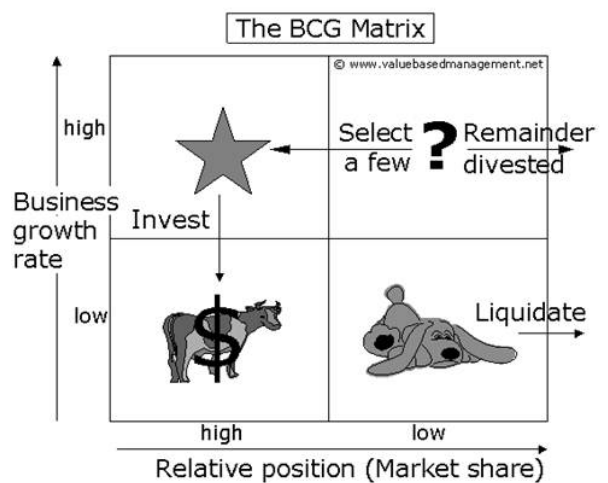 The BCG Matrix
© www.valuebasedmanagement.net
high
Select
a few
?
Remainder
divested
Business
growth
rate
Invest
low
$
Liquidate
high
low
Relative position (Market share)